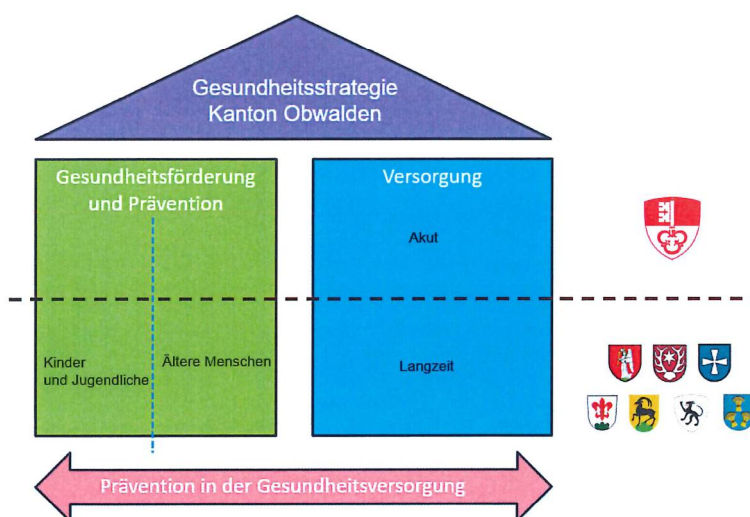 Gesundheitsstrategie
Kanton Obwalden
Gesundheitsförderung
und Prävention
Versorgung
Akut
Kinder
und Jugendliche
Ältere Menschen
Langzeit
Prävention in der Gesundheitsversorgung